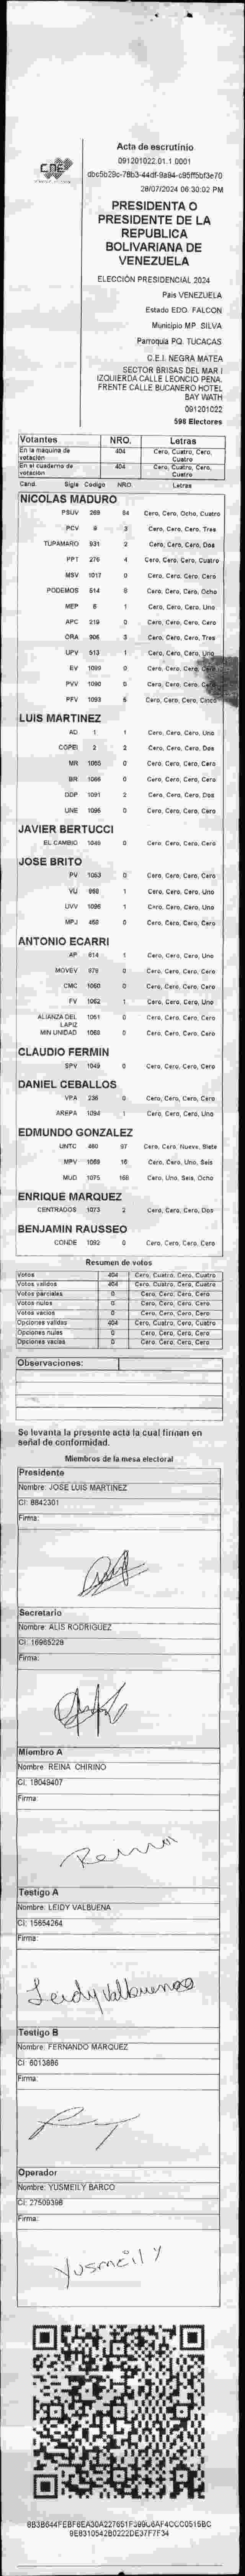 CNE
Acta de escrutinio
091201022.01.1.0001
28/07/2024 06:30:02 PM
PRESIDENTA O
PRESIDENTE DE LA
REPUBLICA
BOLIVARIANA DE
VENEZUELA
ELECCIÓN PRESIDENCIAL 2024
Pais VENEZUELA
Estado EDO. FALCON
Municipio MP. SILVA
Parroquia PQ. TUCACAS
C.E.I. NEGRA MATEA
SECTOR BRISAS DEL MAR I
IZQUIERDA CALLE LEONCIO PENA.
FRENTE CALLE BUCANERO HOTEL
BAY WATH
091201022
598 Electores
Votantes NRO. Letras
En la maquina de votación 404 Cero, Cuatro, Cero, Cuatro
En el cuaderno de votación 404 Cero, Cuatro, Cero, Cuatro
Cand. Sigla Codigo NRO. Letras
NICOLAS MADURO
PSUV 269 84 Cero, Cero, Ocho, Cuatro
PCV 9 3 Cero, Cero, Cero, Tres
TUPAMARO 931 2 Cero, Cero, Cero, Dos
PPT 276 4 Cero, Cero, Cero, Cuatro
MSV 1017 0 Cero, Cero, Cero, Cero
PODEMOS 514 8 Cero, Cero, Cero, Ocho
MEP 6 1 Cero, Cero, Cero, Uno
APC 219 0 Cero, Cero, Cero, Cero
ORA 906 3 Cero, Cero, Cero, Tres
UPV 513 1 Cero, Cero, Cero, Uno
EV 1099 0 Cero, Cero, Cero, Cero
PVV 1090 0 Cero, Cero, Cero, Cero
PFV 1093 5 Cero, Cero, Cero, Cinco
LUIS MARTINEZ
AD 1 1 Cero, Cero, Cero, Uno
COPEI 2 2 Cero, Cero, Cero, Dos
MR 1065 0 Cero, Cero, Cero, Cero
BR 1066 0 Cero, Cero, Cero, Cero
DDP 1091 2 Cero, Cero, Cero, Dos
UNE 1095 0 Cero, Cero, Cero, Cero
JAVIER BERTUCCI
EL CAMBIO 1048 0 Cero, Cero, Cero, Cero
JOSE BRITO
PV 1053 0 Cero, Cero, Cero, Cero
VU 968 1 Cero, Cero, Cero, Uno
UVV 1096 1 Cero, Cero, Cero, Uno
MPJ 450 0 Cero, Cero, Cero, Cero
ANTONIO ECARRI
AP 614 1 Cero, Cero, Cero, Uno
MOVEV 978 0 Cero, Cero, Cero, Cero
CMC 1060 0 Cero, Cero, Cero, Cero
FV 1062 1 Cero, Cero, Cero, Uno
ALIANZA DEL LAPIZ 1061 0 Cero, Cero, Cero, Cero
MIN UNIDAD 1068 0 Cero, Cero, Cero, Cero
CLAUDIO FERMIN
SPV 1049 0 Cero, Cero, Cero, Cero
DANIEL CEBALLOS
VPA 236 0 Cero, Cero, Cero, Cero
AREPA 1094 1 Cero, Cero, Cero, Uno
EDMUNDO GONZALEZ
UNTC 460 97 Cero, Cero, Nueve, Siete
MPV 1069 16 Cero, Cero, Uno, Seis
MUD 1075 168 Cero, Uno, Seis, Ocho
ENRIQUE MARQUEZ
CENTRADOS 1073 2 Cero, Cero, Cero, Dos
BENJAMIN RAUSSEO
CONDE 1092 0 Cero, Cero, Cero, Cero
Resumen de votos
Votos 404 Cero, Cuatro, Cero, Cuatro
Votos validos 404 Cero, Cuatro, Cero, Cuatro
Votos parciales 0 Cero, Cero, Cero, Cero
Votos nulos 0 Cero, Cero, Cero, Cero
Votos vacios 0 Cero, Cero, Cero, Cero
Opciones validas 404 Cero, Cuatro, Cero, Cuatro
Opciones nulas 0 Cero, Cero, Cero, Cero
Opciones vacias 0 Cero, Cero, Cero, Cero
Observaciones:
Se levanta la presente acta la cual firman en
señal de conformidad.
Miembros de la mesa electoral
Presidente
Nombre: JOSE LUIS MARTINEZ
CI: 8842301
Firma:
Secretario
Nombre: ALIS RODRIGUEZ
CI: 16985229
Firma:
Miembro A
Nombre: REINA CHIRINO
CI: 18049407
Firma:
Reina
Testigo A
Nombre: LEIDY VALBUENA
CI: 15654264
Firma:
Leidy Valbuena
Testigo B
Nombre: FERNANDO MARQUEZ
CI: 6013886
Firma:
Operador
Nombre: YUSMEILY BARCO
CI: 27509398
Firma:
Yusmeily